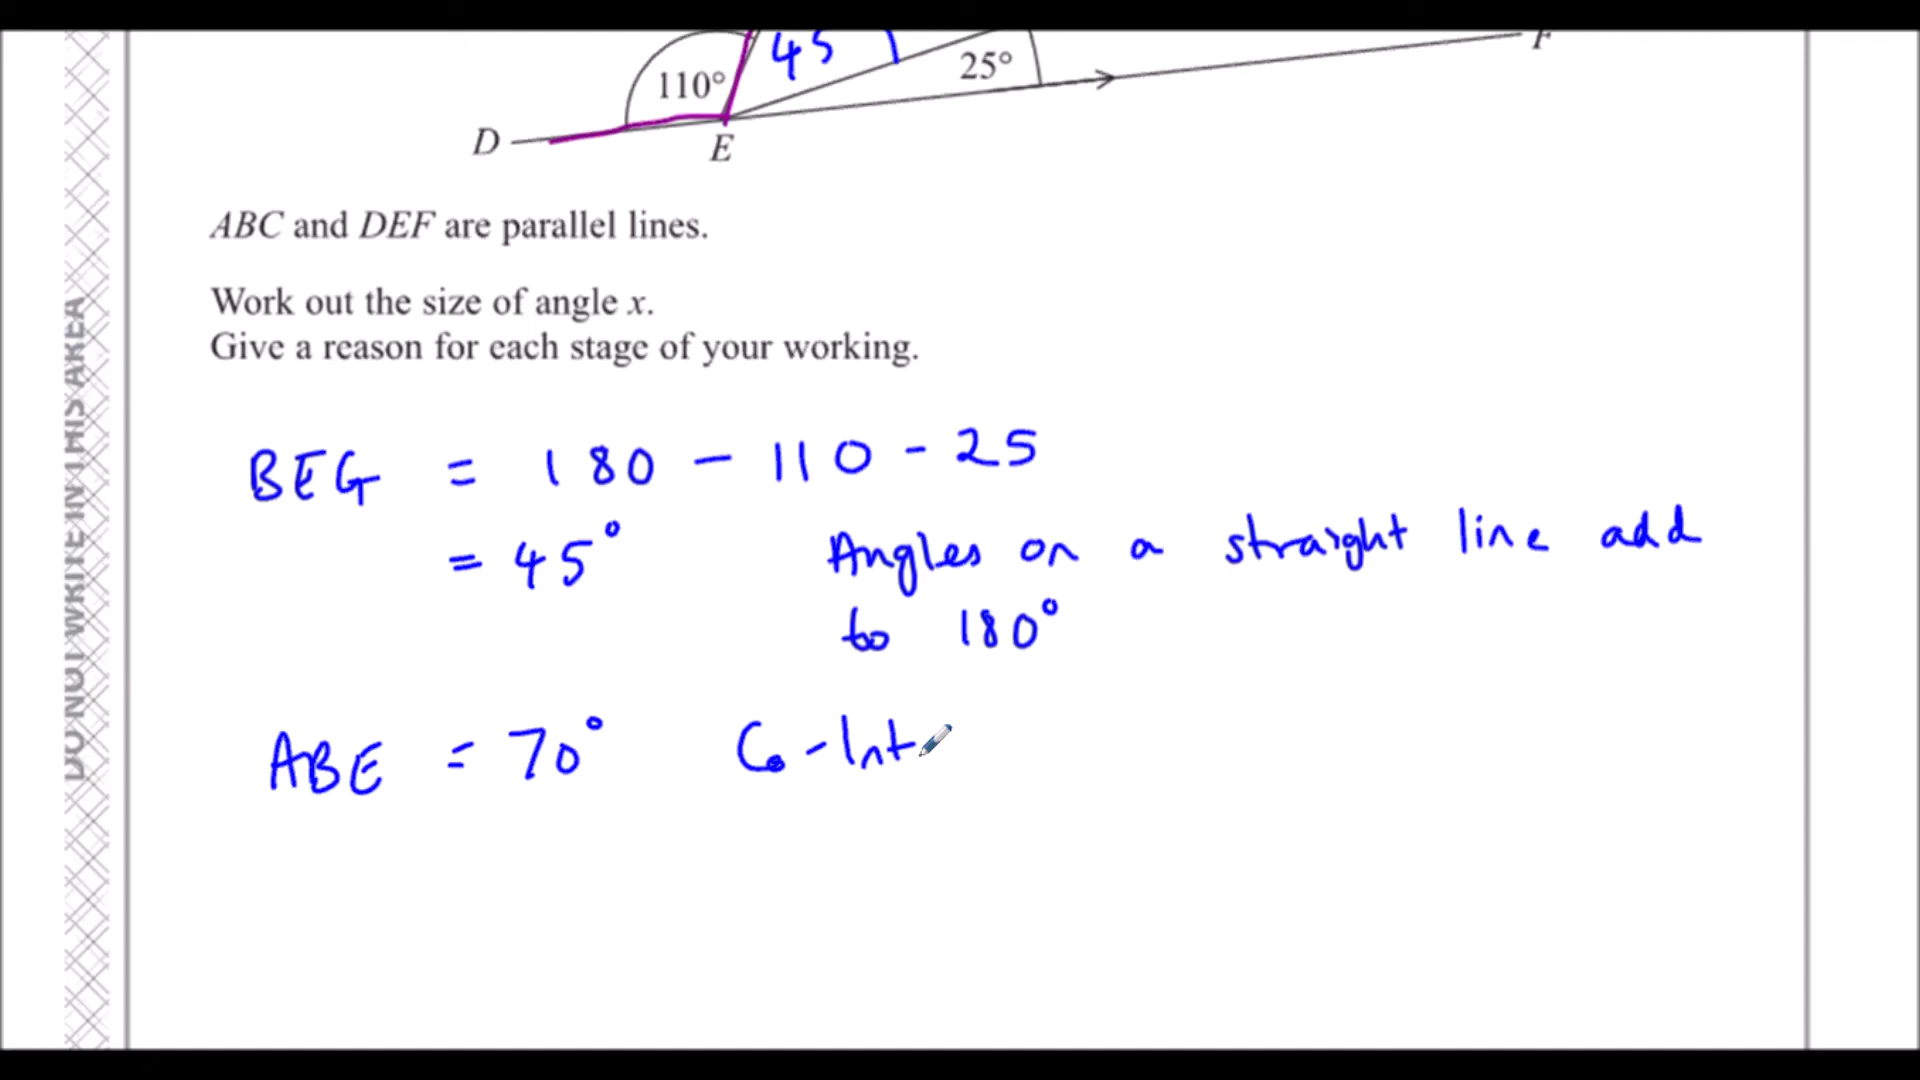 45
110°
25°
F
D
E
ABC and DEF are parallel lines.
Work out the size of angle x.
Give a reason for each stage of your working.
BEG = 180 - 110 - 25
= 45° Angles on a straight line add
to 180°
ABE = 70° Co-Int
DO NOT WRITE IN THIS AREA